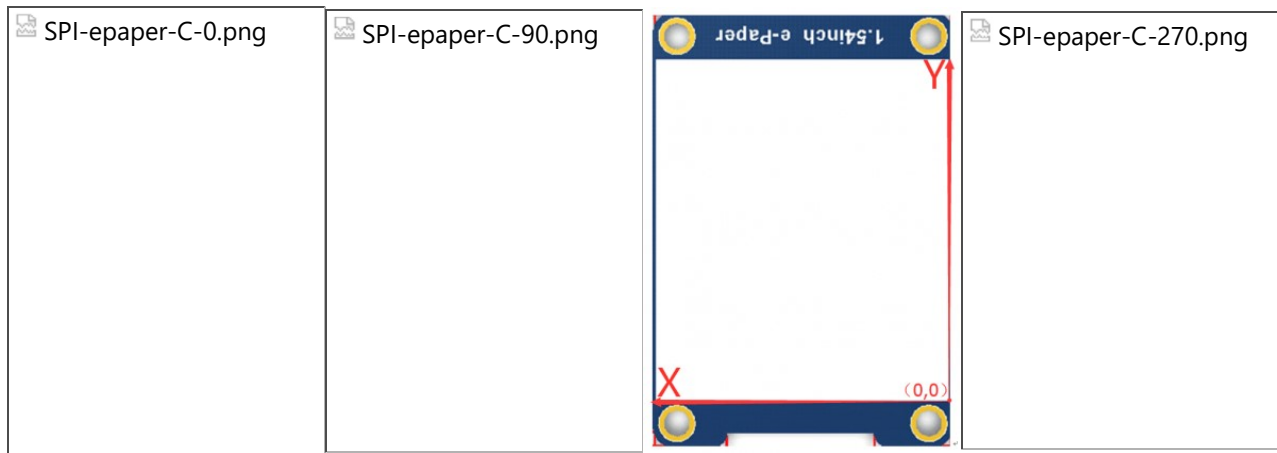 SPI-epaper-C-0.png
SPI-epaper-C-90.png
1.54inch e-Paper
Y
X
(0,0)
SPI-epaper-C-270.png